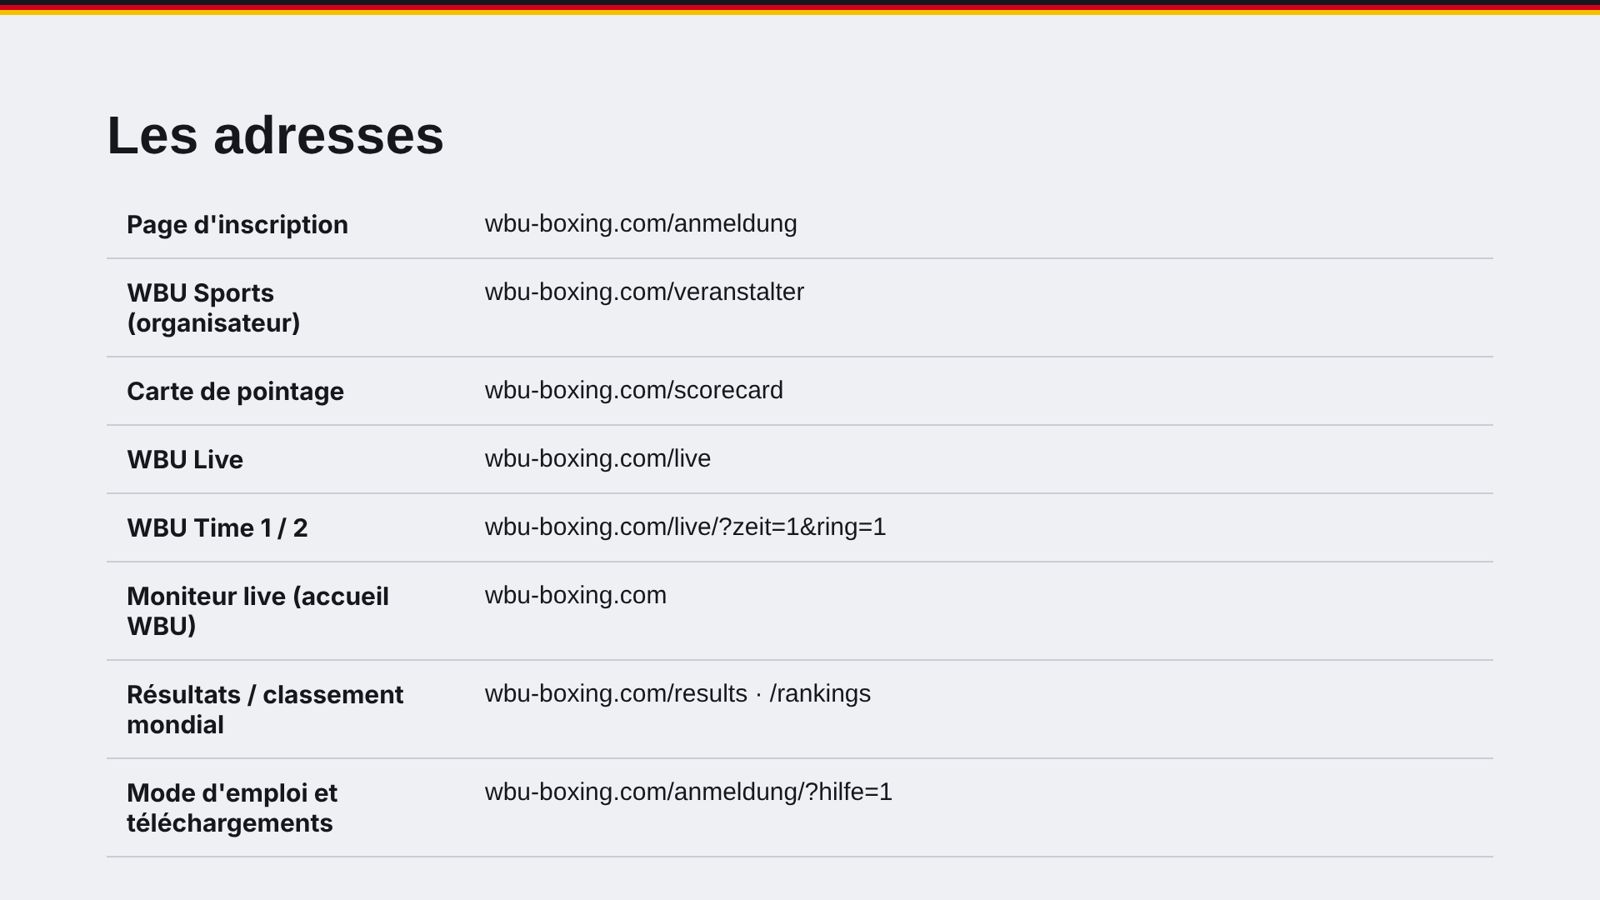 Les adresses
Page d'inscription wbu-boxing.com/anmeldung
WBU Sports wbu-boxing.com/veranstalter
(organisateur)
Carte de pointage wbu-boxing.com/scorecard
WBU Live wbu-boxing.com/live
WBU Time 1 / 2 wbu-boxing.com/live/?zeit=1&ring=1
Moniteur live (accueil wbu-boxing.com
WBU)
Résultats / classement wbu-boxing.com/results · /rankings
mondial
Mode d'emploi et wbu-boxing.com/anmeldung/?hilfe=1
téléchargements